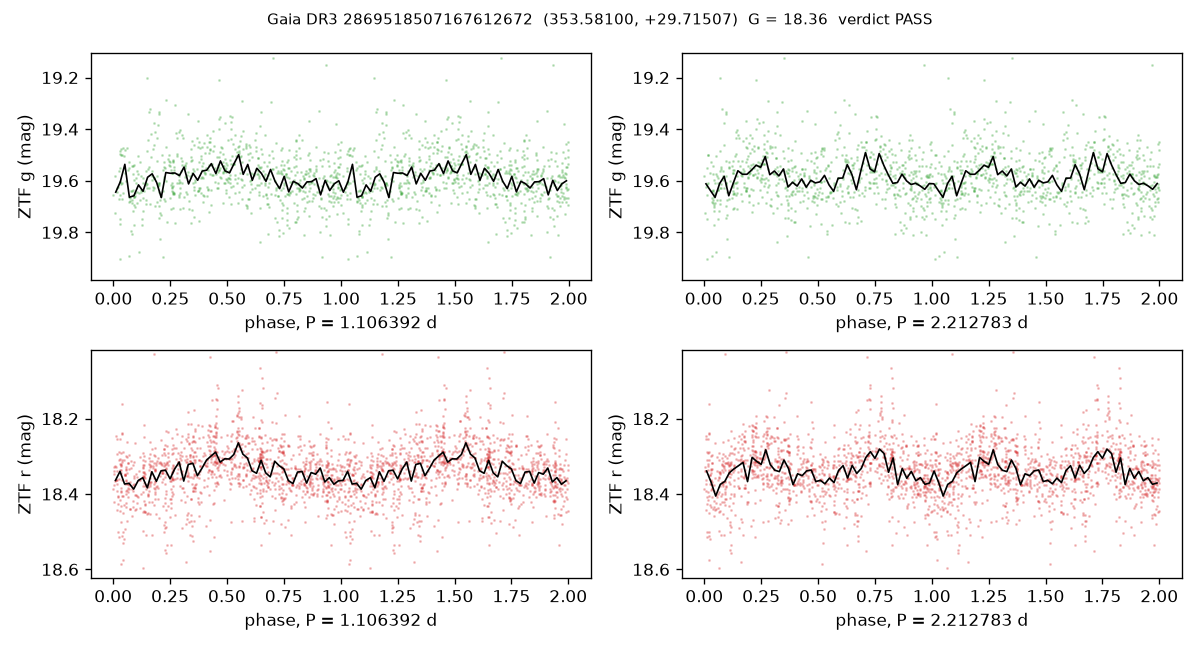 Gaia DR3 2869518507167612672 (353.58100, +29.71507) G = 18.36 verdict PASS
ZTF g (mag)
19.2
19.4
19.6
19.8
0.00 0.25 0.50 0.75 1.00 1.25 1.50 1.75 2.00
phase, P = 1.106392 d
ZTF g (mag)
19.2
19.4
19.6
19.8
0.00 0.25 0.50 0.75 1.00 1.25 1.50 1.75 2.00
phase, P = 2.212783 d
ZTF r (mag)
18.2
18.4
18.6
0.00 0.25 0.50 0.75 1.00 1.25 1.50 1.75 2.00
phase, P = 1.106392 d
ZTF r (mag)
18.2
18.4
18.6
0.00 0.25 0.50 0.75 1.00 1.25 1.50 1.75 2.00
phase, P = 2.212783 d